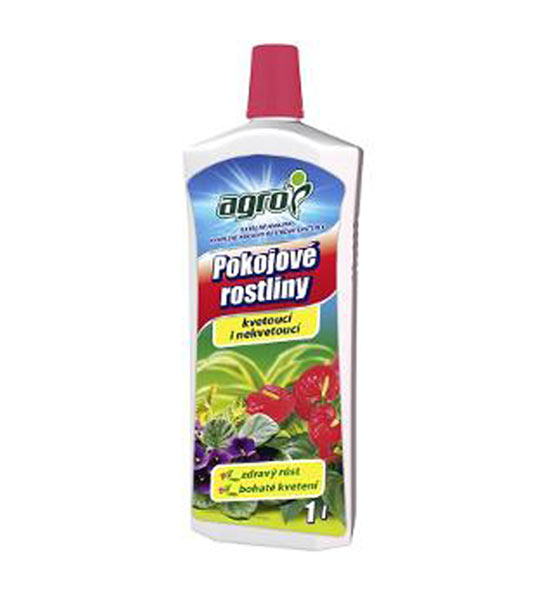 agro
Pokojové
rostliny
kvetoucí
i nekvetoucí
zdravý růst
bohaté kvetení
1 l